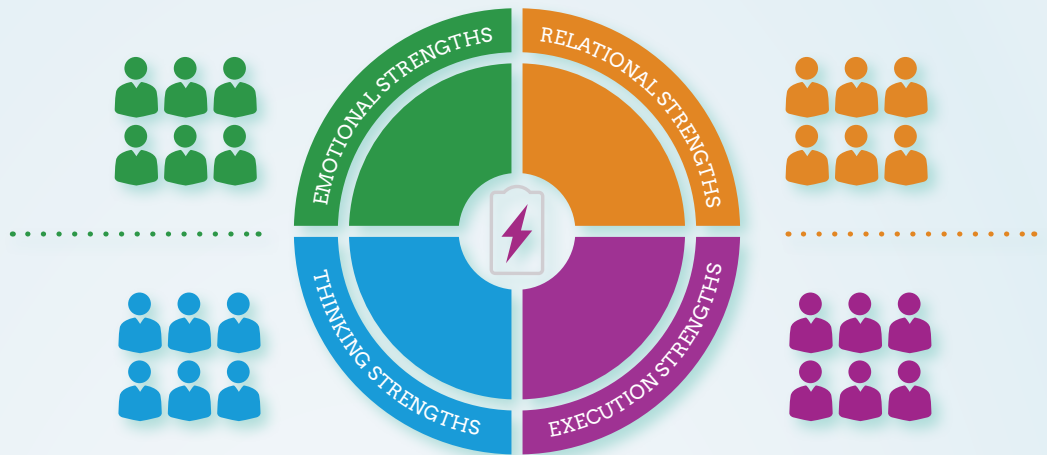 EMOTIONAL STRENGTHS
RELATIONAL STRENGTHS
THINKING STRENGTHS
EXECUTION STRENGTHS